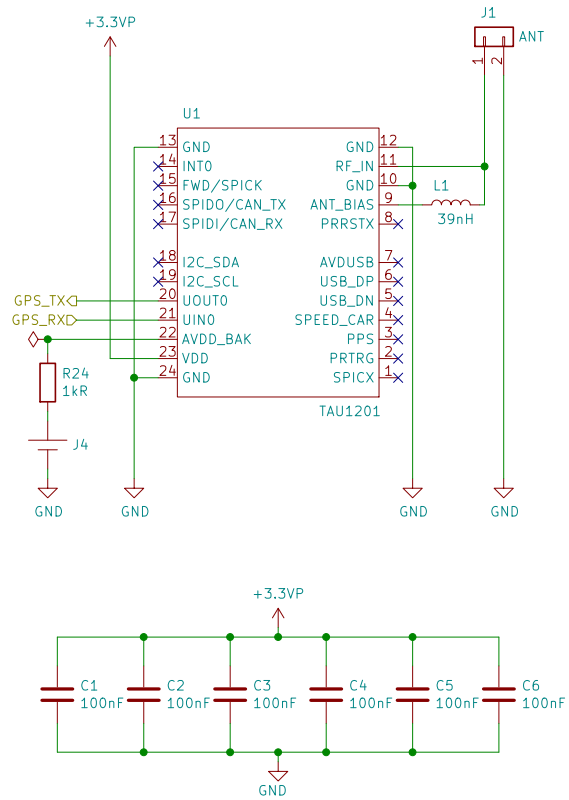 J1
ANT
1
2
+3.3VP
U1
13 GND
14 INT0
15 FWD/SPICK
16 SPIDO/CAN_TX
17 SPIDI/CAN_RX
18 I2C_SDA
19 I2C_SCL
20 UOUT0
21 UIN0
22 AVDD_BAK
23 VDD
24 GND
GND 12
RF_IN 11
GND 10
ANT_BIAS 9
PRRSTX 8
AVDUSB 7
USB_DP 6
USB_DN 5
SPEED_CAR 4
PPS 3
PRTRG 2
SPICX 1
TAU1201
L1
39nH
GPS_TX
GPS_RX
R24
1kR
J4
GND
GND
GND
GND
+3.3VP
C1
100nF
C2
100nF
C3
100nF
C4
100nF
C5
100nF
C6
100nF
GND